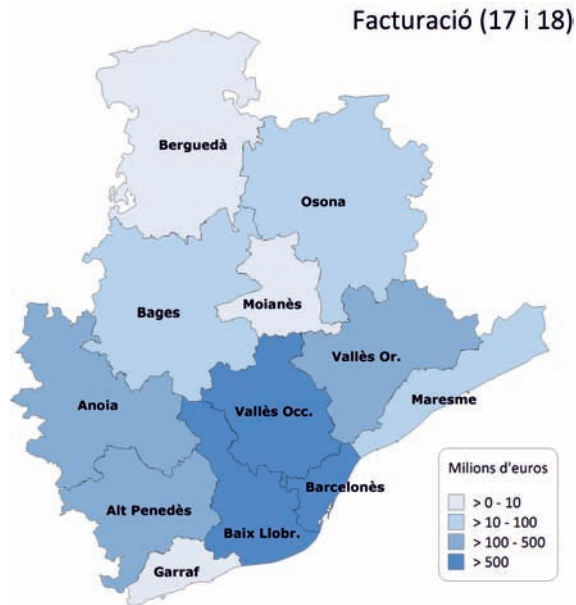 Facturació (17 i 18)
Berguedà
Osona
Moianès
Bages
Vallès Or.
Maresme
Anoia
Vallès Occ.
Barcelonès
Alt Penedès
Baix Llobr.
Garraf
Milions d'euros
> 0 - 10
> 10 - 100
> 100 - 500
> 500